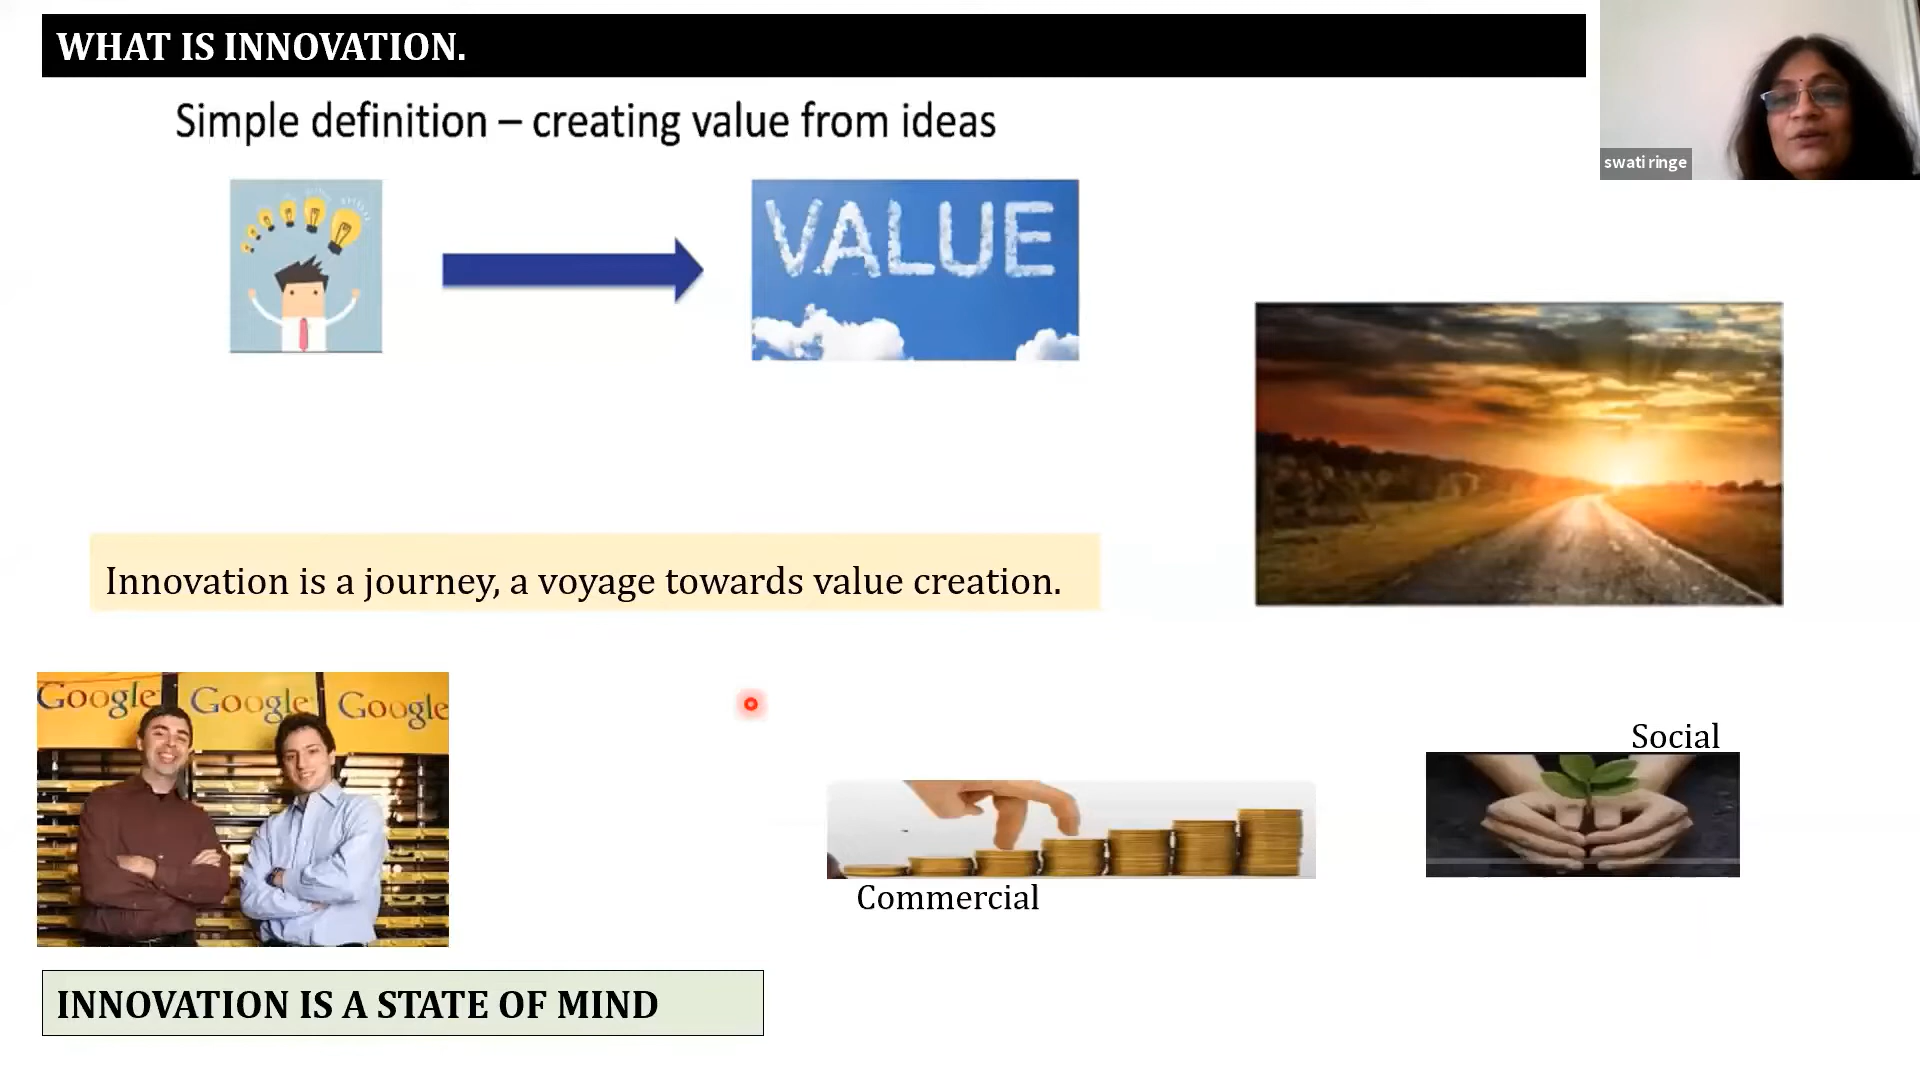 WHAT IS INNOVATION.
Simple definition – creating value from ideas
swati ringe
VALUE
Innovation is a journey, a voyage towards value creation.
Google Google Google
Social
Commercial
INNOVATION IS A STATE OF MIND